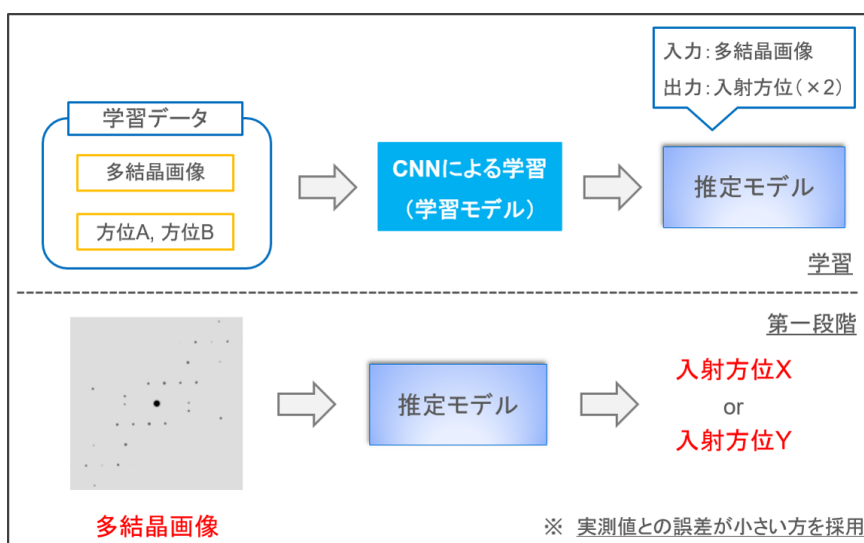 入力:多結晶画像
出力:入射方位(×2)
学習データ
多結晶画像
方位A, 方位B
CNNによる学習
(学習モデル)
推定モデル
学習
第一段階
多結晶画像
推定モデル
入射方位X
or
入射方位Y
※ 実測値との誤差が小さい方を採用